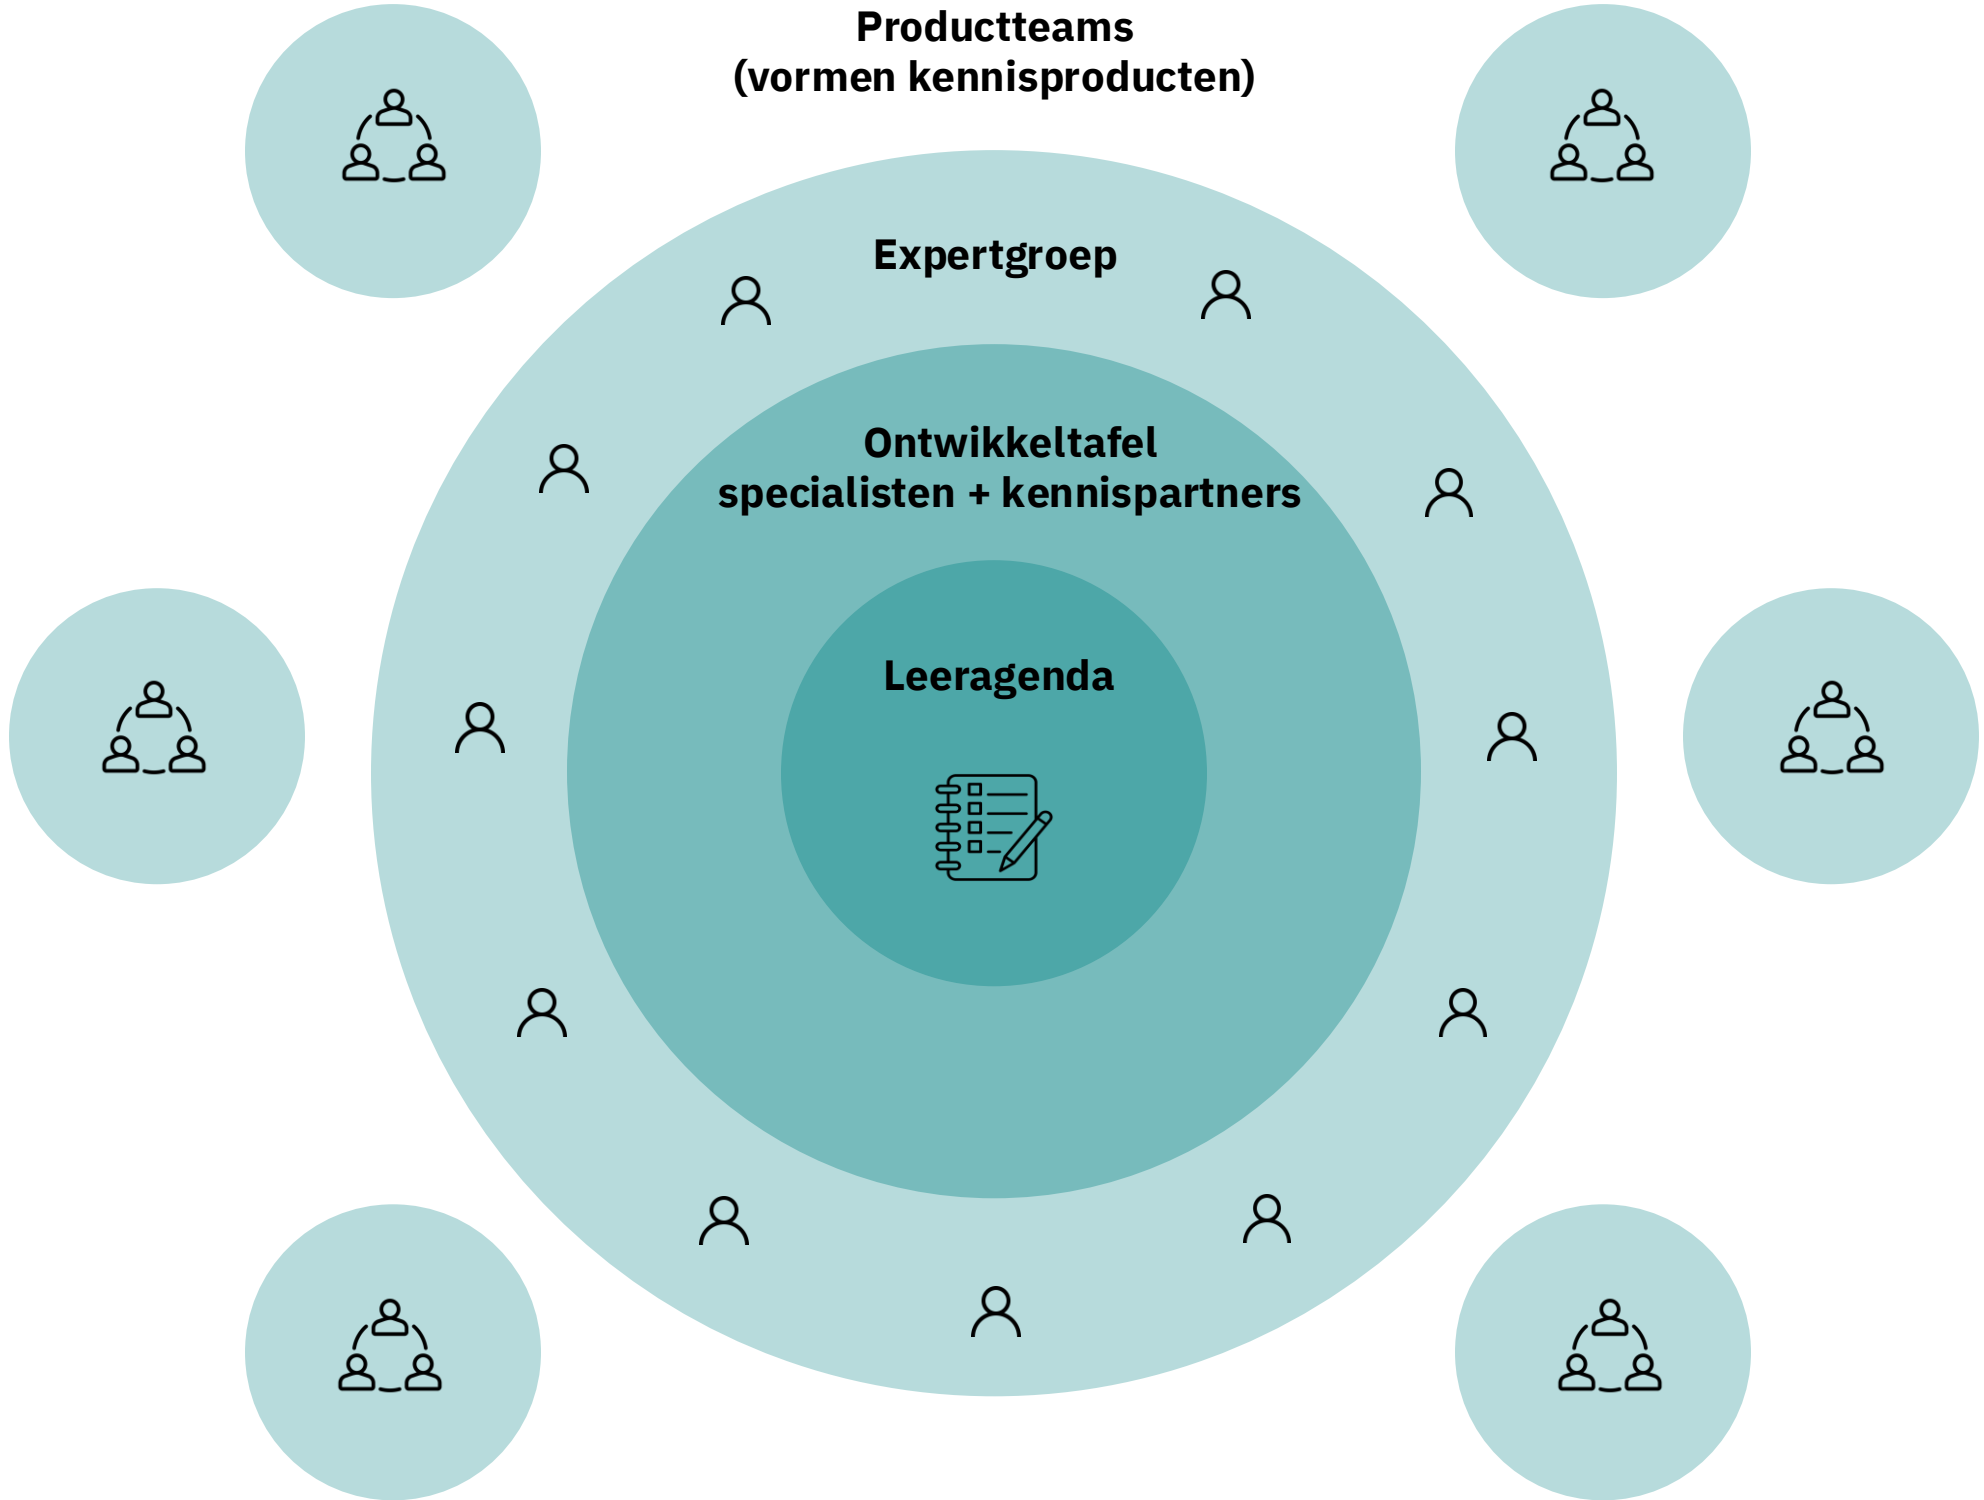 Productteams
(vormen kennisproducten)
Expertgroep
Ontwikkeltafel
specialisten + kennispartners
Leeragenda